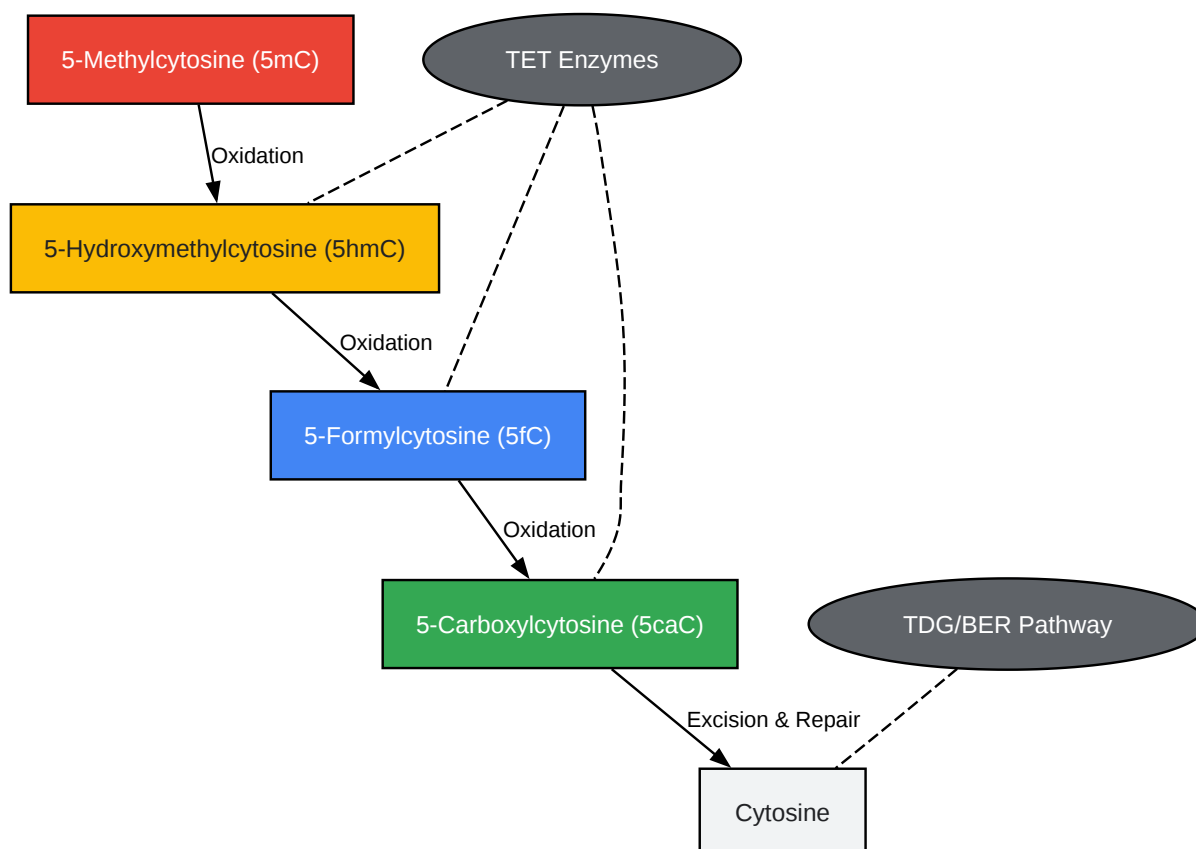 5-Methylcytosine (5mC)
TET Enzymes
Oxidation
5-Hydroxymethylcytosine (5hmC)
Oxidation
5-Formylcytosine (5fC)
Oxidation
5-Carboxylcytosine (5caC)
TDG/BER Pathway
Excision & Repair
Cytosine